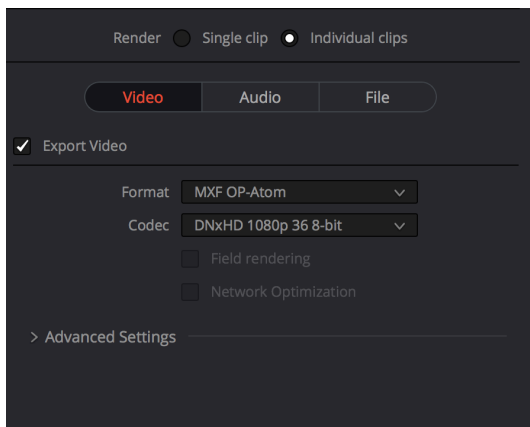 Render Single clip Individual clips
Video Audio File
Export Video
Format MXF OP-Atom
Codec DNxHD 1080p 36 8-bit
Field rendering
Network Optimization
> Advanced Settings